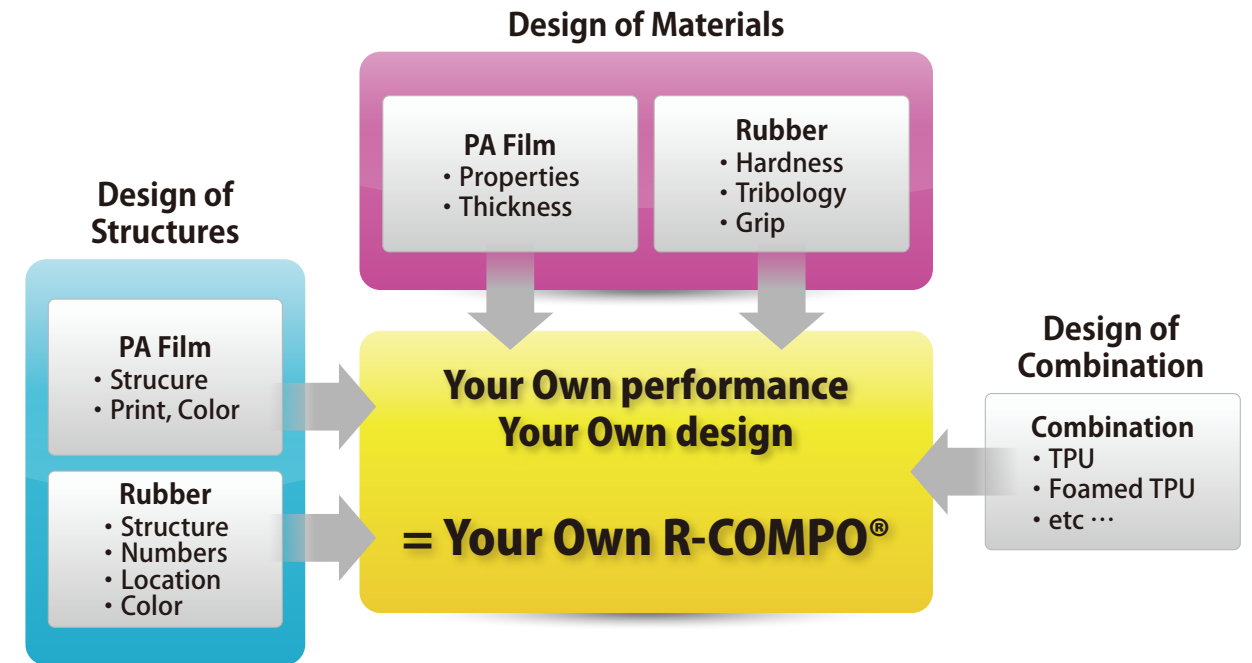 Design of Materials
PA Film
・Properties
・Thickness
Rubber
・Hardness
・Tribology
・Grip
Design of
Structures
PA Film
・Strucure
・Print, Color
Rubber
・Structure
・Numbers
・Location
・Color
Your Own performance
Your Own design
= Your Own R-COMPO®
Design of
Combination
Combination
・TPU
・Foamed TPU
・etc …